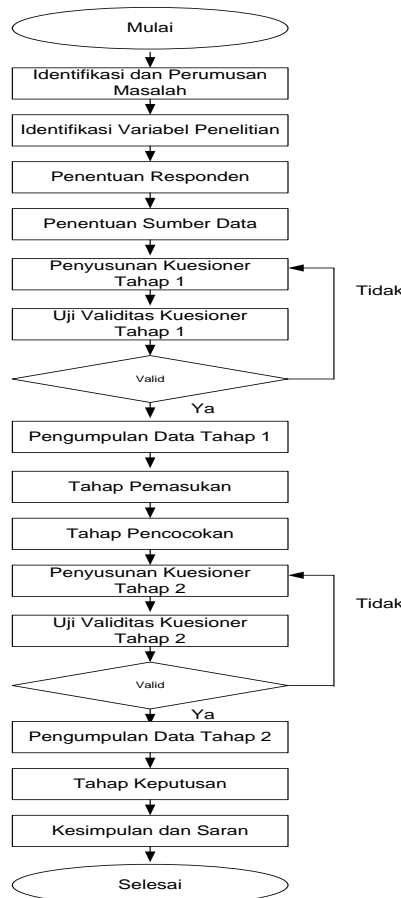 Mulai
Identifikasi dan Perumusan
Masalah
Identifikasi Variabel Penelitian
Penentuan Responden
Penentuan Sumber Data
Penyusunan Kuesioner
Tahap 1
Tidak
Uji Validitas Kuesioner
Tahap 1
Valid
Ya
Pengumpulan Data Tahap 1
Tahap Pemasukan
Tahap Pencocokan
Penyusunan Kuesioner
Tahap 2
Tidak
Uji Validitas Kuesioner
Tahap 2
Valid
Ya
Pengumpulan Data Tahap 2
Tahap Keputusan
Kesimpulan dan Saran
Selesai